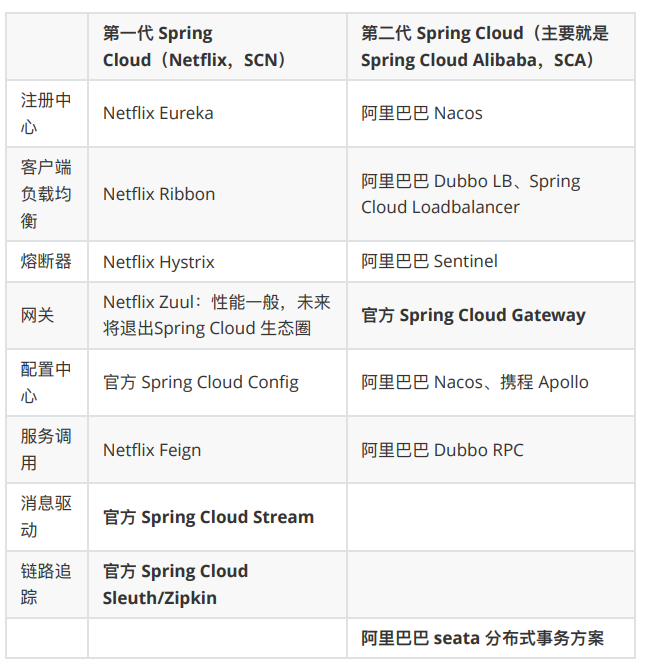 第一代 Spring
Cloud（Netflix，SCN）
第二代 Spring Cloud（主要就是
Spring Cloud Alibaba，SCA）
注册中
心
Netflix Eureka
阿里巴巴 Nacos
客户端
负载均
衡
Netflix Ribbon
阿里巴巴 Dubbo LB、Spring
Cloud Loadbalancer
熔断器
Netflix Hystrix
阿里巴巴 Sentinel
网关
Netflix Zuul：性能一般，未来
将退出Spring Cloud 生态圈
官方 Spring Cloud Gateway
配置中
心
官方 Spring Cloud Config
阿里巴巴 Nacos、携程 Apollo
服务调
用
Netflix Feign
阿里巴巴 Dubbo RPC
消息驱
动
官方 Spring Cloud Stream
链路追
踪
官方 Spring Cloud
Sleuth/Zipkin
阿里巴巴 seata 分布式事务方案